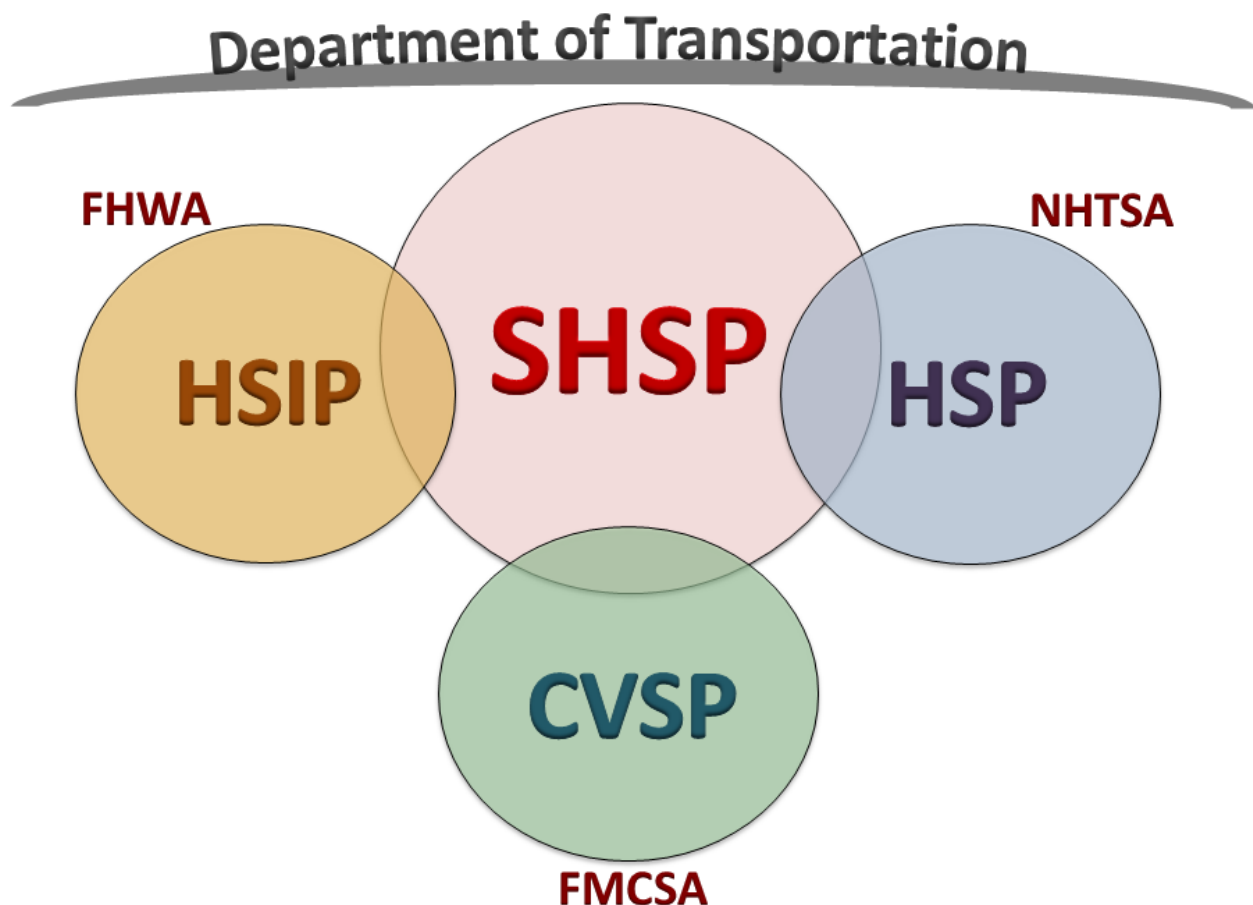 Department of Transportation
FHWA
NHTSA
SHSP
HSIP
HSP
CVSP
FMCSA